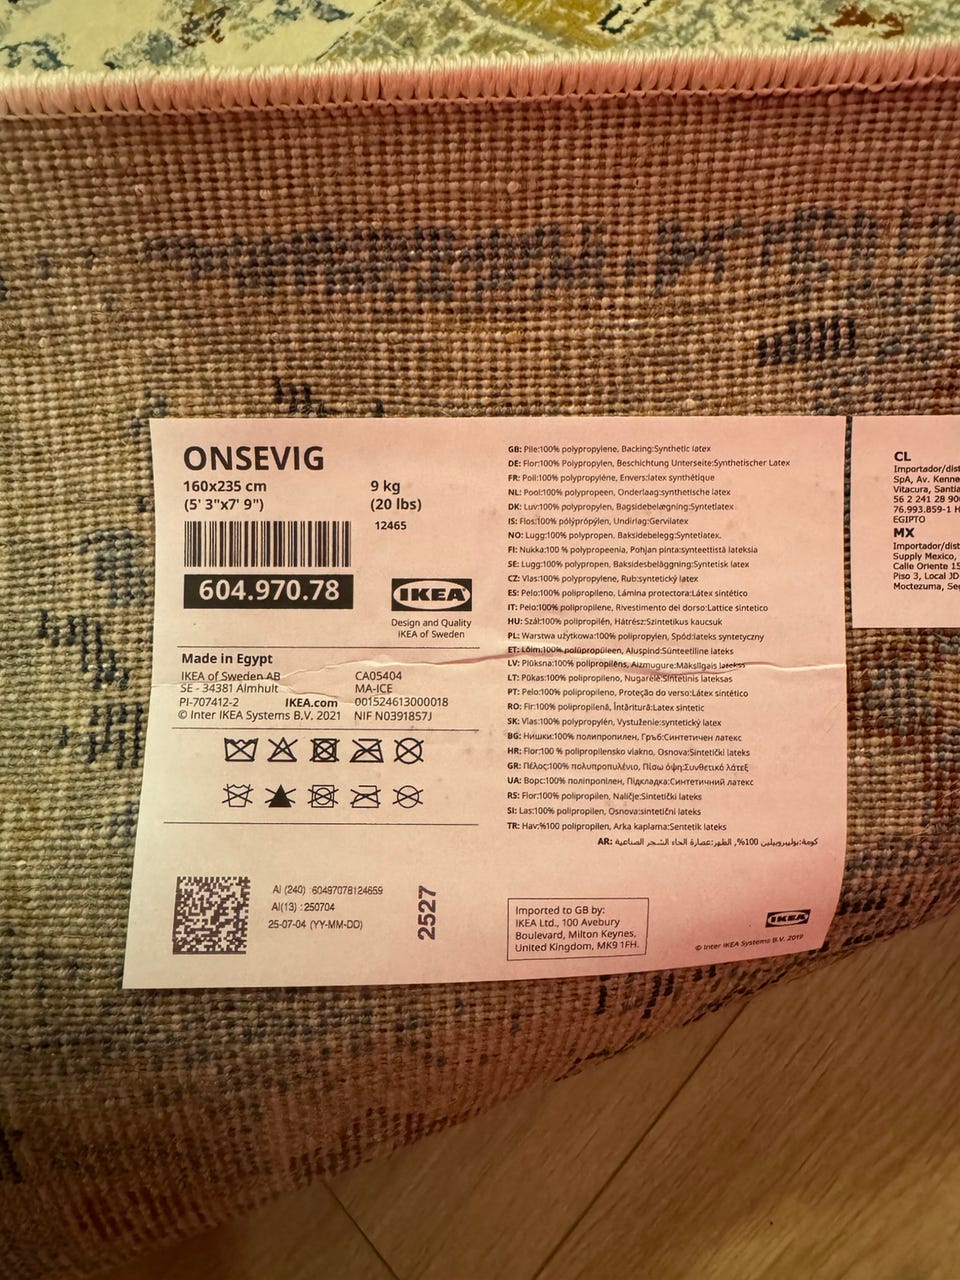 ONSEVIG
160x235 cm
(5' 3"x7' 9")
9 kg
(20 lbs)
12465
604.970.78
IKEA
Design and Quality
IKEA of Sweden
Made in Egypt
IKEA of Sweden AB
SE - 34381 Älmhult
PI-707412-2 IKEA.com
© Inter IKEA Systems B.V. 2021
CA05404
MA-ICE
001524613000018
NIF N0391857J
AI (240) 60497078124659
AI(13) :250704
25-07-04 (YY-MM-DD)
2527
GB: Pile:100% polypropylene, Backing:Synthetic latex
DE: Flor:100% Polypropylen, Beschichtung Unterseite:Synthetischer Latex
FR: Poil:100% polypropylène, Envers:latex synthétique
NL: Pool:100% polypropeen, Onderlaag:synthetische latex
DK: Luv:100% polypropylen, Bagsidebelægning:Syntetlatex
IS: Flos:100% pólýprópýlen, Undirlag:Gervilatex
NO: Lugg:100% polypropen, Baksidebelegg:Syntetlatex.
FI: Nukka:100 % polypropeenia, Pohjan pinta:synteettistä lateksia
SE: Lugg:100% polypropen, Baksidesbeläggning:Syntetisk latex
CZ: Vlas:100% polypropylene, Rub:syntetický latex
ES: Pelo:100% polipropileno, Lámina protectora:Látex sintético
IT: Pelo:100% polipropilene, Rivestimento del dorso:Lattice sintetico
HU: Szál:100% polipropilén, Hátrész:Szintetikus kaucsuk
PL: Warstwa użytkowa:100% polipropylen, Spód:lateks syntetyczny
ET: Lõim:100% polüpropüleen, Aluspind:Sünteetiline lateks
LV: Plūksna:100% polipropilēns, Aizmugure:Mākslīgais latekss
LT: Pūkas:100% polipropileno, Nugarėlė:Sintetinis lateksas
PT: Pelo:100% polipropileno, Proteção do verso:Látex sintético
RO: Fir:100% polipropilenă, Întăritură:Latex sintetic
SK: Vlas:100% polypropylén, Vystuženie:syntetický latex
BG: Нишки:100% полипропилен, Гръб:Синтетичен латекс
HR: Flor:100 % polipropilensko vlakno, Osnova:Sintetički lateks
GR: Πέλος:100% πολυπροπυλένιο, Πίσω όψη:Συνθετικό λάτεξ
UA: Ворс:100% поліпропілен, Підкладка:Синтетичний латекс
RS: Flor:100% polipropilen, Naličje:Sintetički lateks
SI: Las:100% polipropilen, Osnova:sintetični lateks
TR: Hav:%100 polipropilen, Arka kaplama:Sentetik lateks
AR: كومة:بوليبروبيلين 100%, الظهر:عصارة لحاء الشجر الصناعية
Imported to GB by:
IKEA Ltd., 100 Avebury
Boulevard, Milton Keynes,
United Kingdom, MK9 1FH.
IKEA
© Inter IKEA Systems B.V. 2019
CL
Importador/dist
SpA, Av. Kenne
Vitacura, Santia
56 2 241 28 90
76.993.859-1 H
EGIPTO
MX
Importador/dist
Supply Mexico,
Calle Oriente 15
Piso 3, Local JD
Moctezuma, Seg